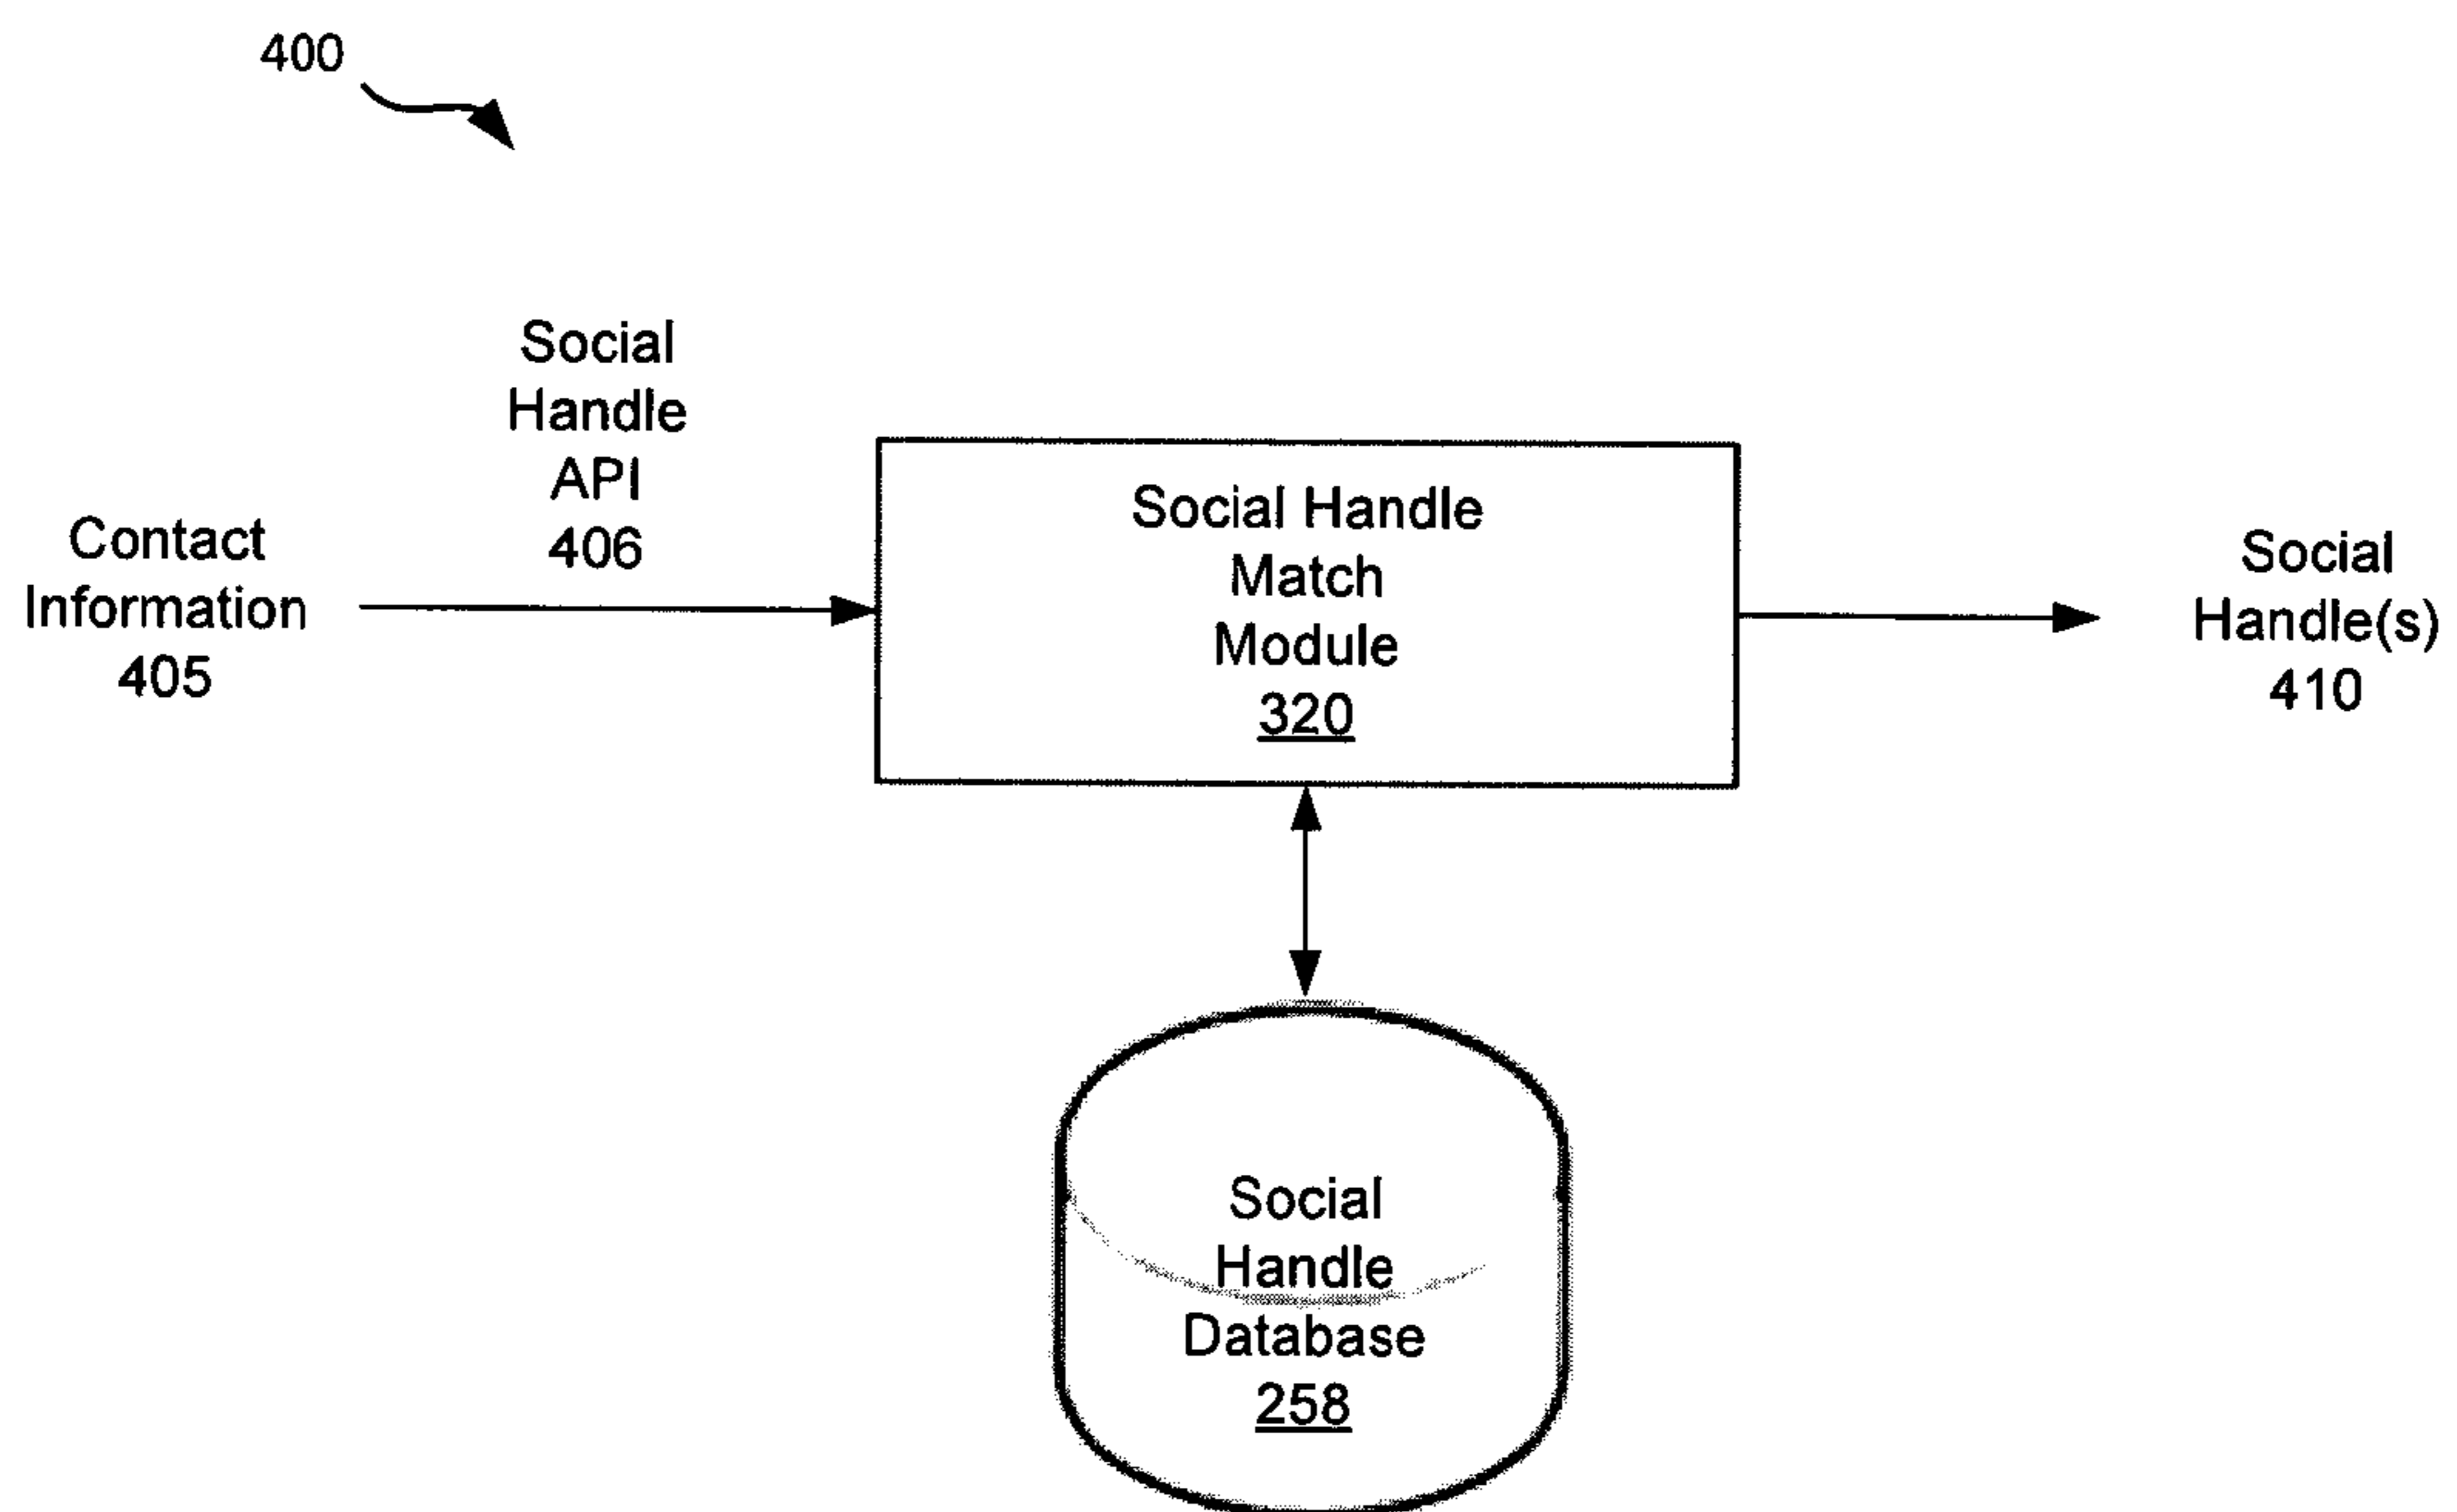 400
Social
Handle
API
406
Contact
Information
405
Social Handle
Match
Module
320
Social
Handle(s)
410
Social
Handle
Database
258